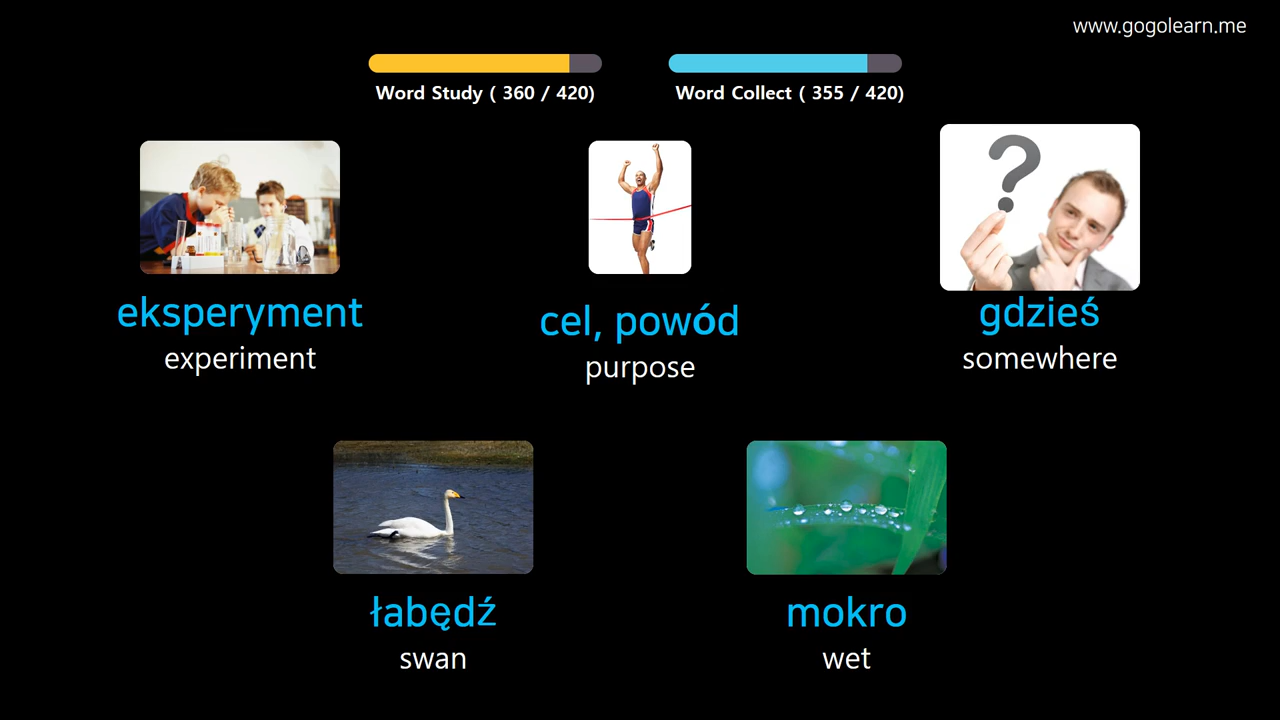 www.gogolearn.me
Word Study ( 360 / 420)
Word Collect ( 355 / 420)
eksperyment
experiment
cel, powód
purpose
gdzieś
somewhere
łabędź
swan
mokro
wet